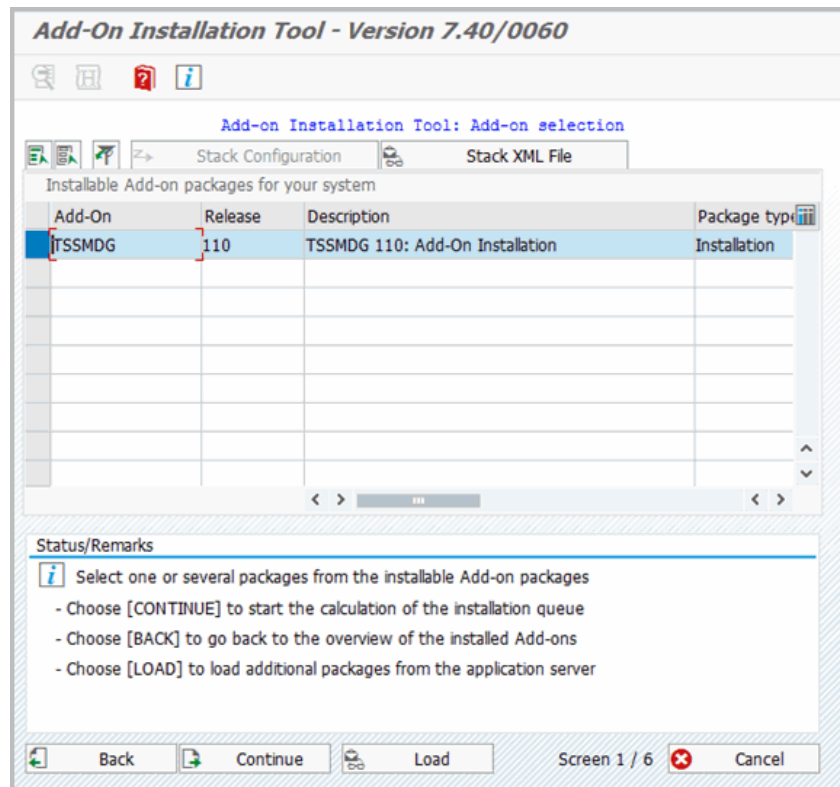 Add-On Installation Tool - Version 7.40/0060
Add-on Installation Tool: Add-on selection
Stack Configuration Stack XML File
Installable Add-on packages for your system
Add-On Release Description Package type
TSSMDG 110 TSSMDG 110: Add-On Installation Installation
Status/Remarks
Select one or several packages from the installable Add-on packages
- Choose [CONTINUE] to start the calculation of the installation queue
- Choose [BACK] to go back to the overview of the installed Add-ons
- Choose [LOAD] to load additional packages from the application server
Back Continue Load Screen 1 / 6 Cancel